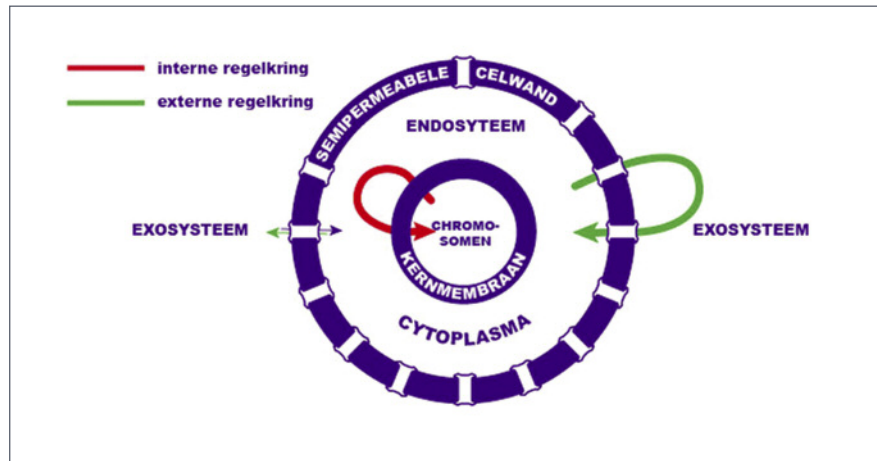 interne regelkring
externe regelkring
SEMIPERMEABELE CELWAND
ENDOSYTEEM
EXOSYSTEEM
CHROMO-
SOMEN
EXOSYSTEEM
KERNMEMBRAAN
CYTOPLASMA